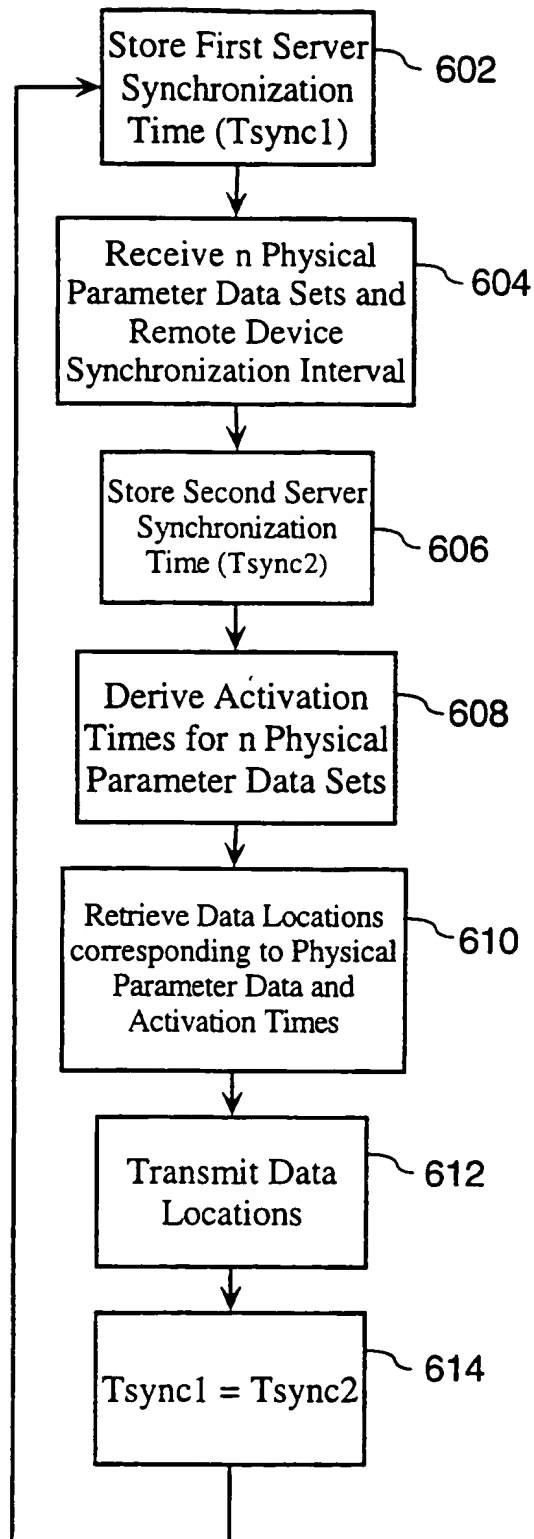 Store First Server
Synchronization
Time (Tsync1)
602
Receive n Physical
Parameter Data Sets and
Remote Device
Synchronization Interval
604
Store Second Server
Synchronization
Time (Tsync2)
606
Derive Activation
Times for n Physical
Parameter Data Sets
608
Retrieve Data Locations
corresponding to Physical
Parameter Data and
Activation Times
610
Transmit Data
Locations
612
Tsync1 = Tsync2
614